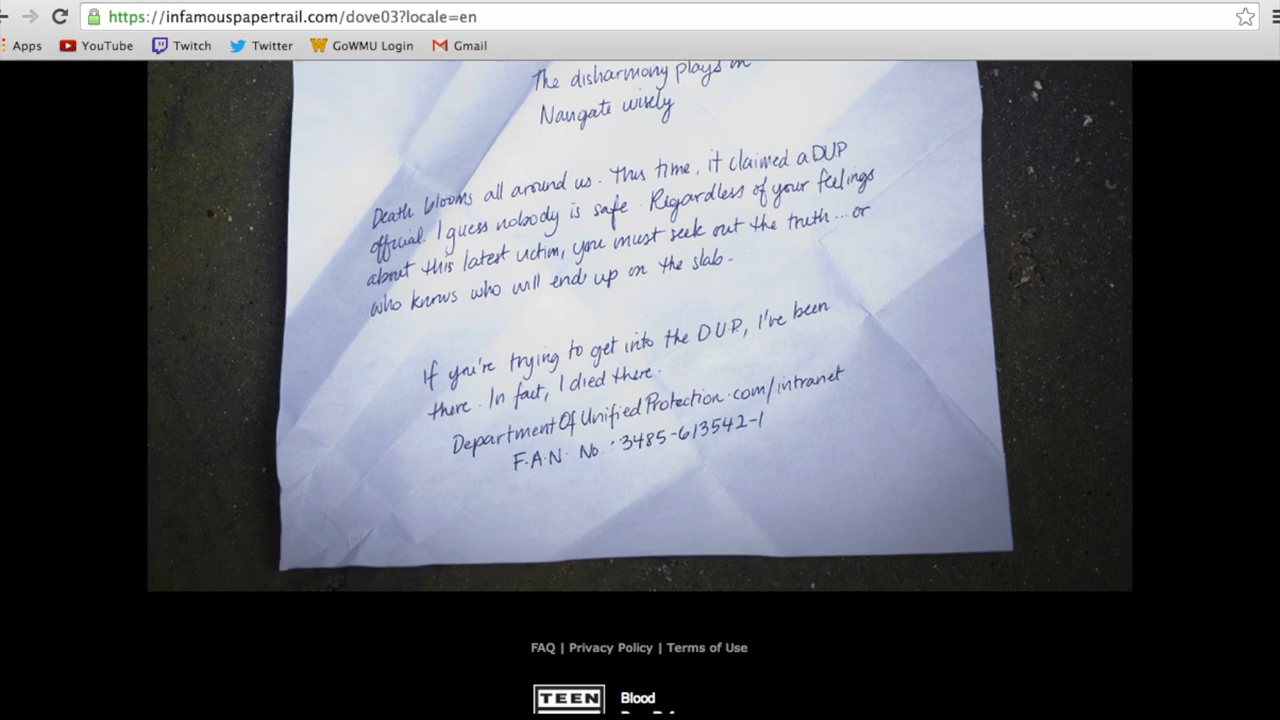 https://infamouspapertrail.com/dove03?locale=en
Apps YouTube Twitch Twitter GoWMU Login Gmail
The disharmony plays in
Navigate wisely
Death blooms all around us. This time, it claimed a DUP
official. I guess nobody is safe. Regardless of your feelings
about this latest victim, you must seek out the truth... or
who knows who will end up on the slab.
If you're trying to get into the D.U.P., I've been
there. In fact, I died there.
DepartmentOfUnifiedProtection.com/intranet
F.A.N. No.: 3485-613542-1
FAQ | Privacy Policy | Terms of Use
TEEN
Blood